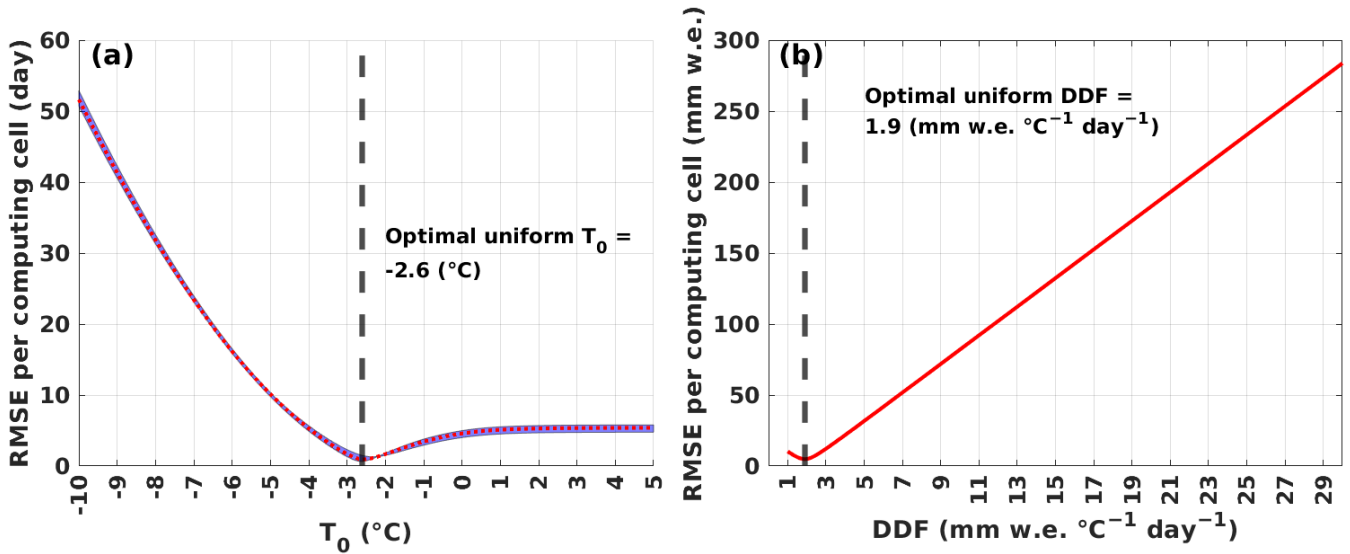 (a)
RMSE per computing cell (day)
60
50
40
30
20
10
0
Optimal uniform T₀ =
-2.6 (°C)
-10 -9 -8 -7 -6 -5 -4 -3 -2 -1 0 1 2 3 4 5
T₀ (°C)
(b)
RMSE per computing cell (mm w.e.)
300
250
200
150
100
50
0
Optimal uniform DDF =
1.9 (mm w.e. °C⁻¹ day⁻¹)
1 3 5 7 9 11 13 15 17 19 21 23 25 27 29
DDF (mm w.e. °C⁻¹ day⁻¹)